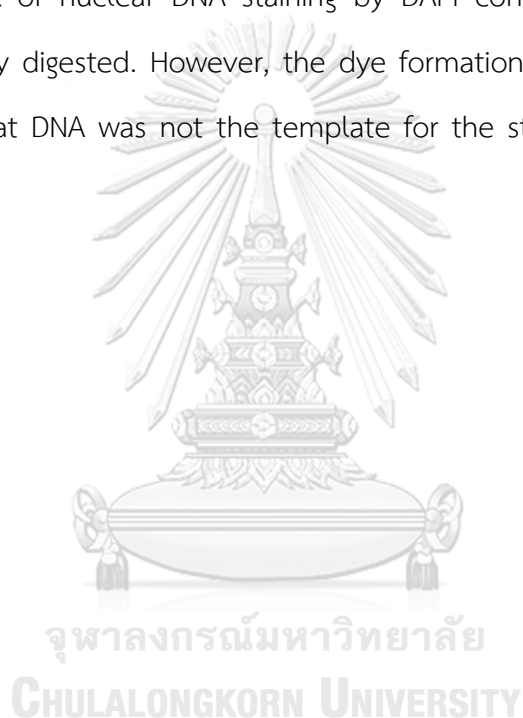 of nuclear DNA staining by DAPI con
y digested. However, the dye formation
at DNA was not the template for the st
จุฬาลงกรณ์มหาวิทยาลัย
CHULALONGKORN UNIVERSITY